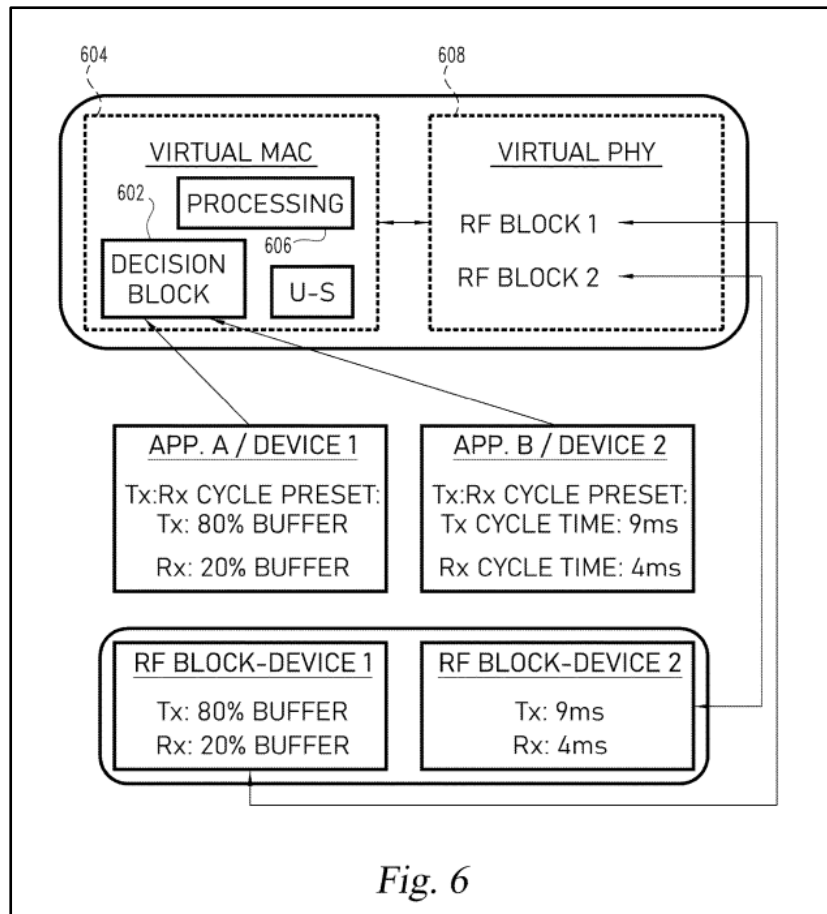 604
608
VIRTUAL MAC
PROCESSING
602
606
DECISION
BLOCK
U-S
VIRTUAL PHY
RF BLOCK 1
RF BLOCK 2
APP. A / DEVICE 1
Tx:Rx CYCLE PRESET:
Tx: 80% BUFFER
Rx: 20% BUFFER
APP. B / DEVICE 2
Tx:Rx CYCLE PRESET:
Tx CYCLE TIME: 9ms
Rx CYCLE TIME: 4ms
RF BLOCK-DEVICE 1
Tx: 80% BUFFER
Rx: 20% BUFFER
RF BLOCK-DEVICE 2
Tx: 9ms
Rx: 4ms
Fig. 6